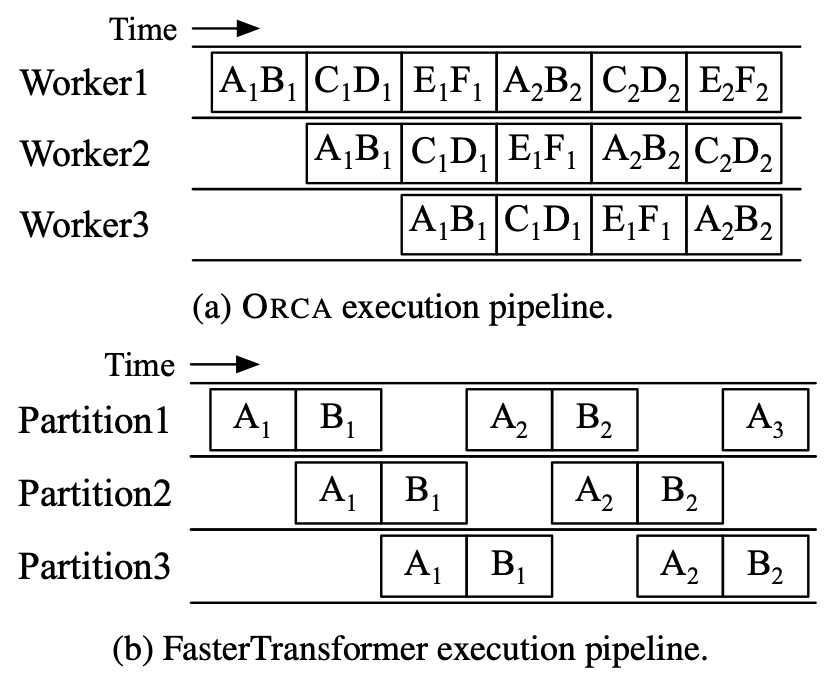 Time
Worker1 A₁B₁ C₁D₁ E₁F₁ A₂B₂ C₂D₂ E₂F₂
Worker2 A₁B₁ C₁D₁ E₁F₁ A₂B₂ C₂D₂
Worker3 A₁B₁ C₁D₁ E₁F₁ A₂B₂
(a) ORCA execution pipeline.
Time
Partition1 A₁ B₁ A₂ B₂ A₃
Partition2 A₁ B₁ A₂ B₂
Partition3 A₁ B₁ A₂ B₂
(b) FasterTransformer execution pipeline.